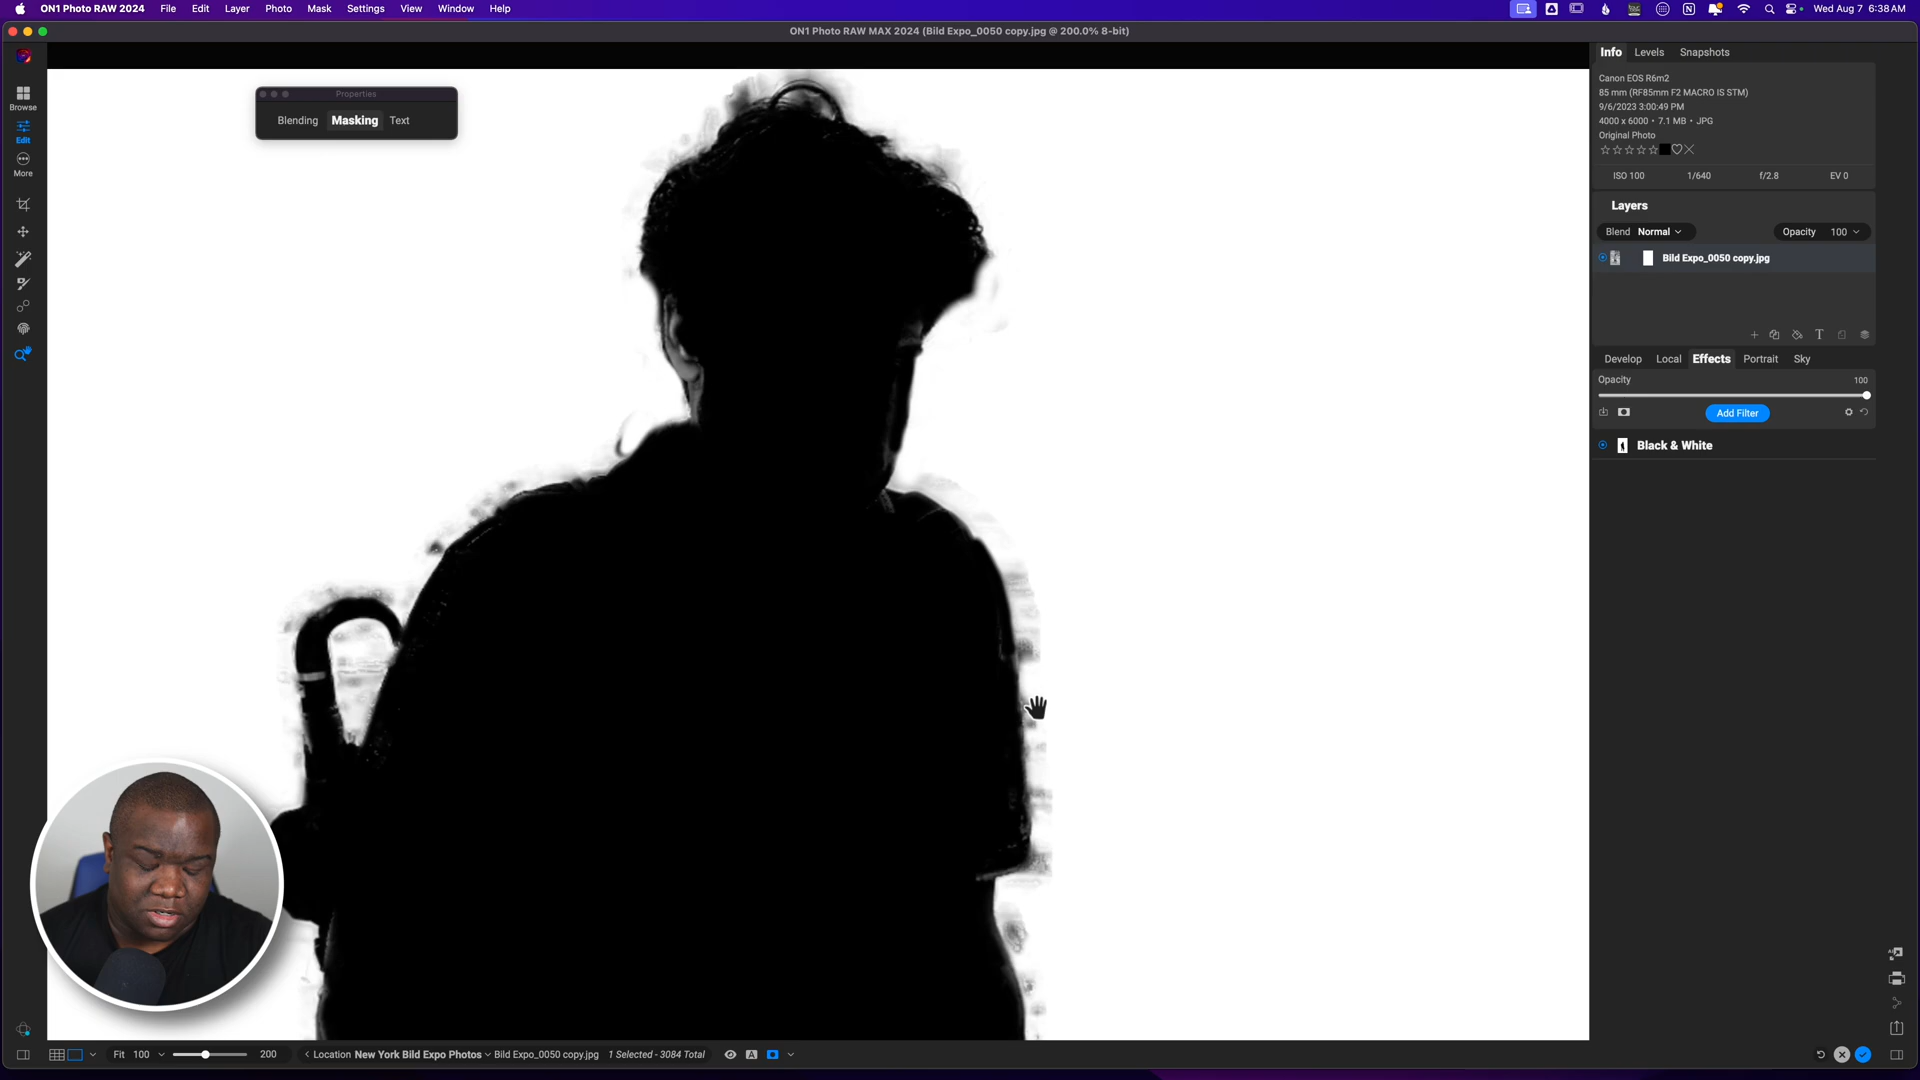 ON1 Photo RAW 2024 File Edit Layer Photo Mask Settings View Window Help Wed Aug 7 6:38 AM
ON1 Photo RAW MAX 2024 (Bild Expo_0050 copy.jpg @ 200.0% 8-bit)
Info Levels Snapshots
Canon EOS R6m2
85 mm (RF85mm F2 MACRO IS STM)
9/6/2023 3:00:49 PM
4000 x 6000 • 7.1 MB • JPG
Original Photo
ISO 100 1/640 f/2.8 EV 0
Layers
Blend Normal Opacity 100
Bild Expo_0050 copy.jpg
T
Develop Local Effects Portrait Sky
Opacity 100
Add Filter
Black & White
Properties
Blending Masking Text
Browse
Edit
More
Fit 100 200 Location New York Bild Expo Photos Bild Expo_0050 copy.jpg 1 Selected - 3084 Total A